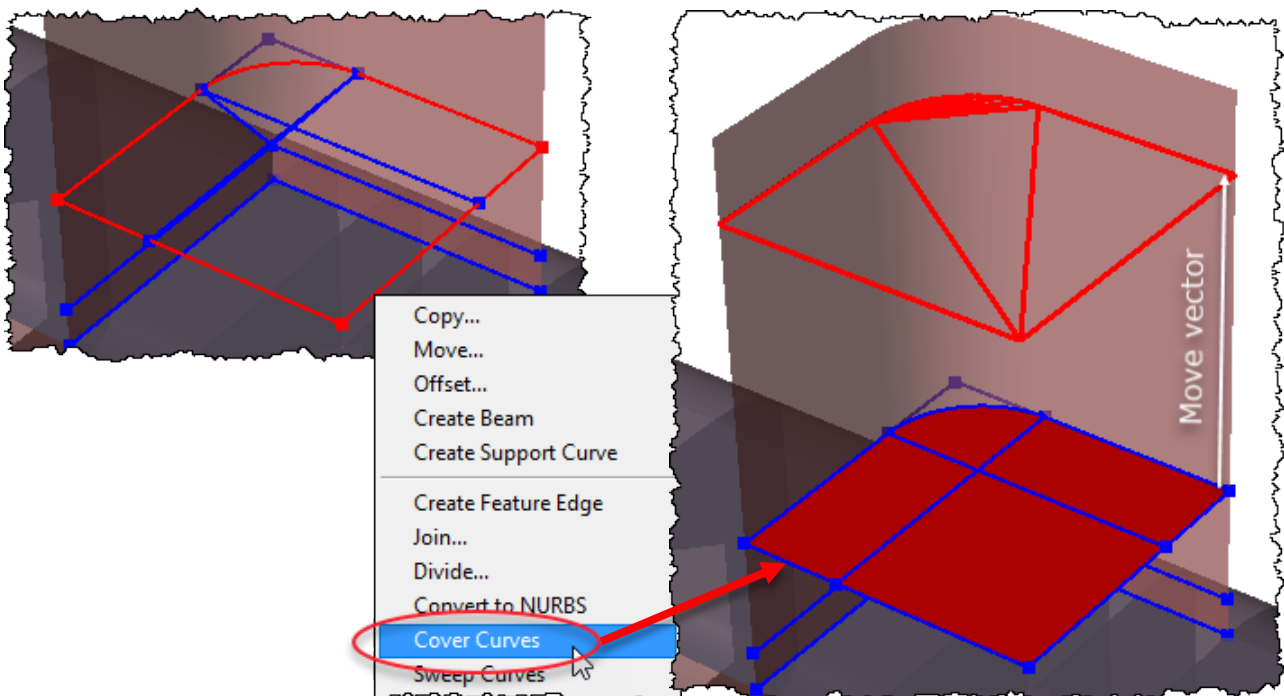 Copy...
Move...
Offset...
Create Beam
Create Support Curve
Create Feature Edge
Join...
Divide...
Convert to NURBS
Cover Curves
Sweep Curves
Move vector